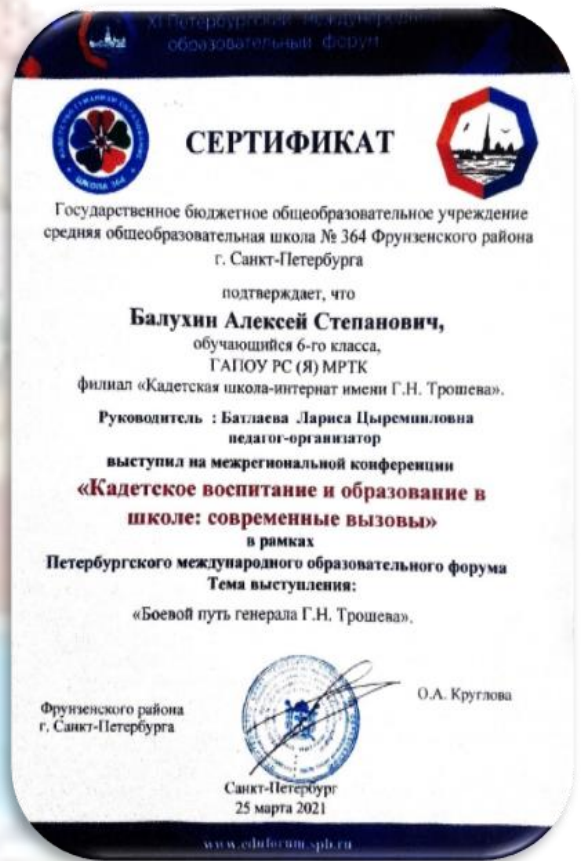 XI Петербургский международный
образовательный форум
ШКОЛА 364
СЕРТИФИКАТ
Государственное бюджетное общеобразовательное учреждение
средняя общеобразовательная школа № 364 Фрунзенского района
г. Санкт-Петербурга
подтверждает, что
Балухин Алексей Степанович,
обучающийся 6-го класса,
ГАПОУ РС (Я) МРТК
филиал «Кадетская школа-интернат имени Г.Н. Трошева».
Руководитель : Батлаева Лариса Цыремпиловна
педагог-организатор
выступил на межрегиональной конференции
«Кадетское воспитание и образование в
школе: современные вызовы»
в рамках
Петербургского международного образовательного форума
Тема выступления:
«Боевой путь генерала Г.Н. Трошева».
О.А. Круглова
Фрунзенского района
г. Санкт-Петербурга
Санкт-Петербург
25 марта 2021
www.eduforum.spb.ru